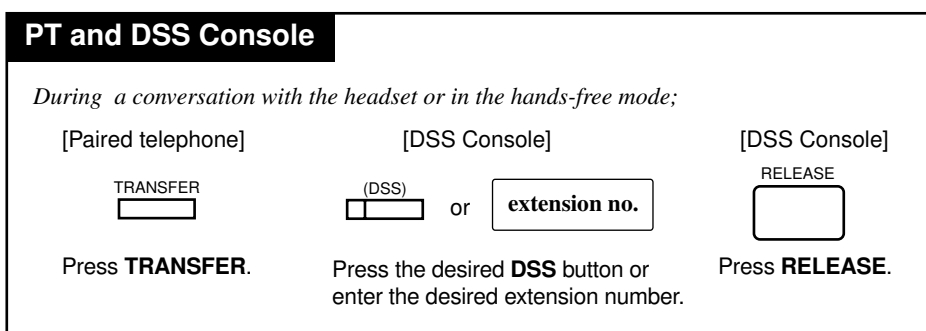 PT and DSS Console
During a conversation with the headset or in the hands-free mode;
[Paired telephone] [DSS Console] [DSS Console]
TRANSFER (DSS) or extension no. RELEASE
Press TRANSFER. Press the desired DSS button or
enter the desired extension number. Press RELEASE.